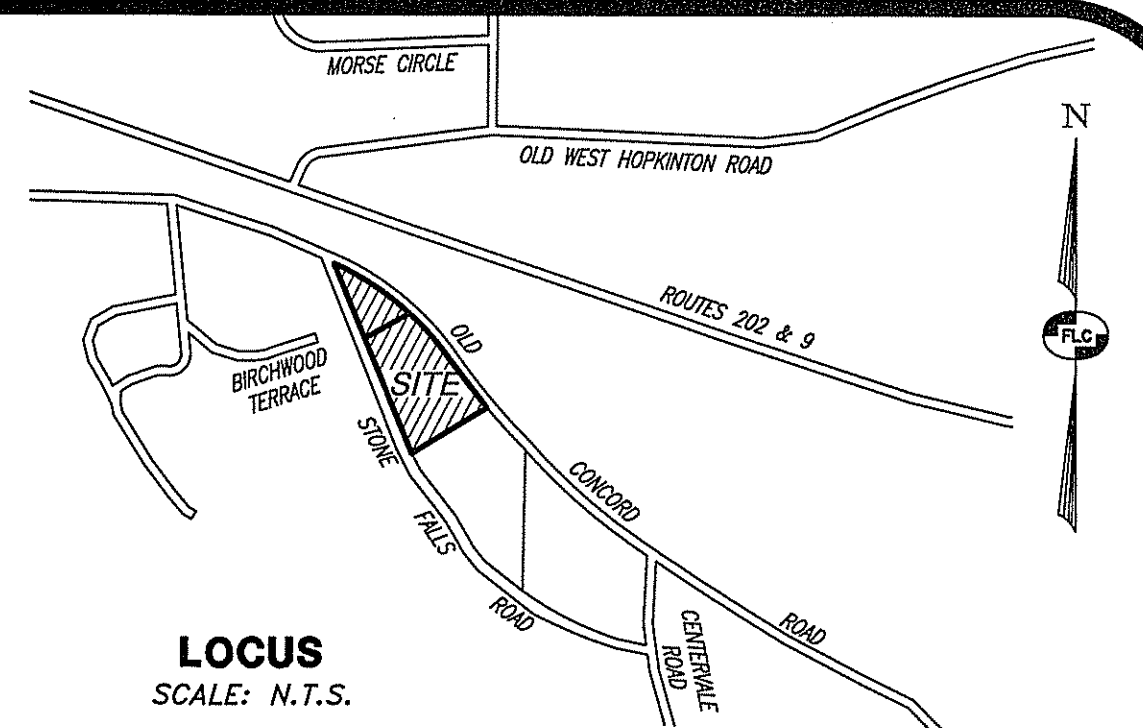 MORSE CIRCLE
N
OLD WEST HOPKINTON ROAD
ROUTES 202 & 9
FLC
OLD
BIRCHWOOD
TERRACE
SITE
STONE
CONCORD
FALLS
ROAD
CENTERVALE
ROAD
ROAD
LOCUS
SCALE: N.T.S.